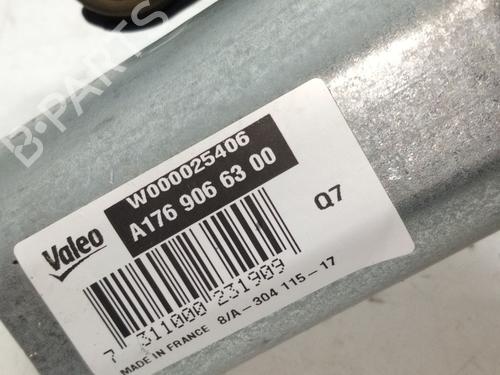 W000025406
A176 906 63 00
Valeo
Q7
7 311000 231909
MADE IN FRANCE 8/A-304 115-17
B-PARTS